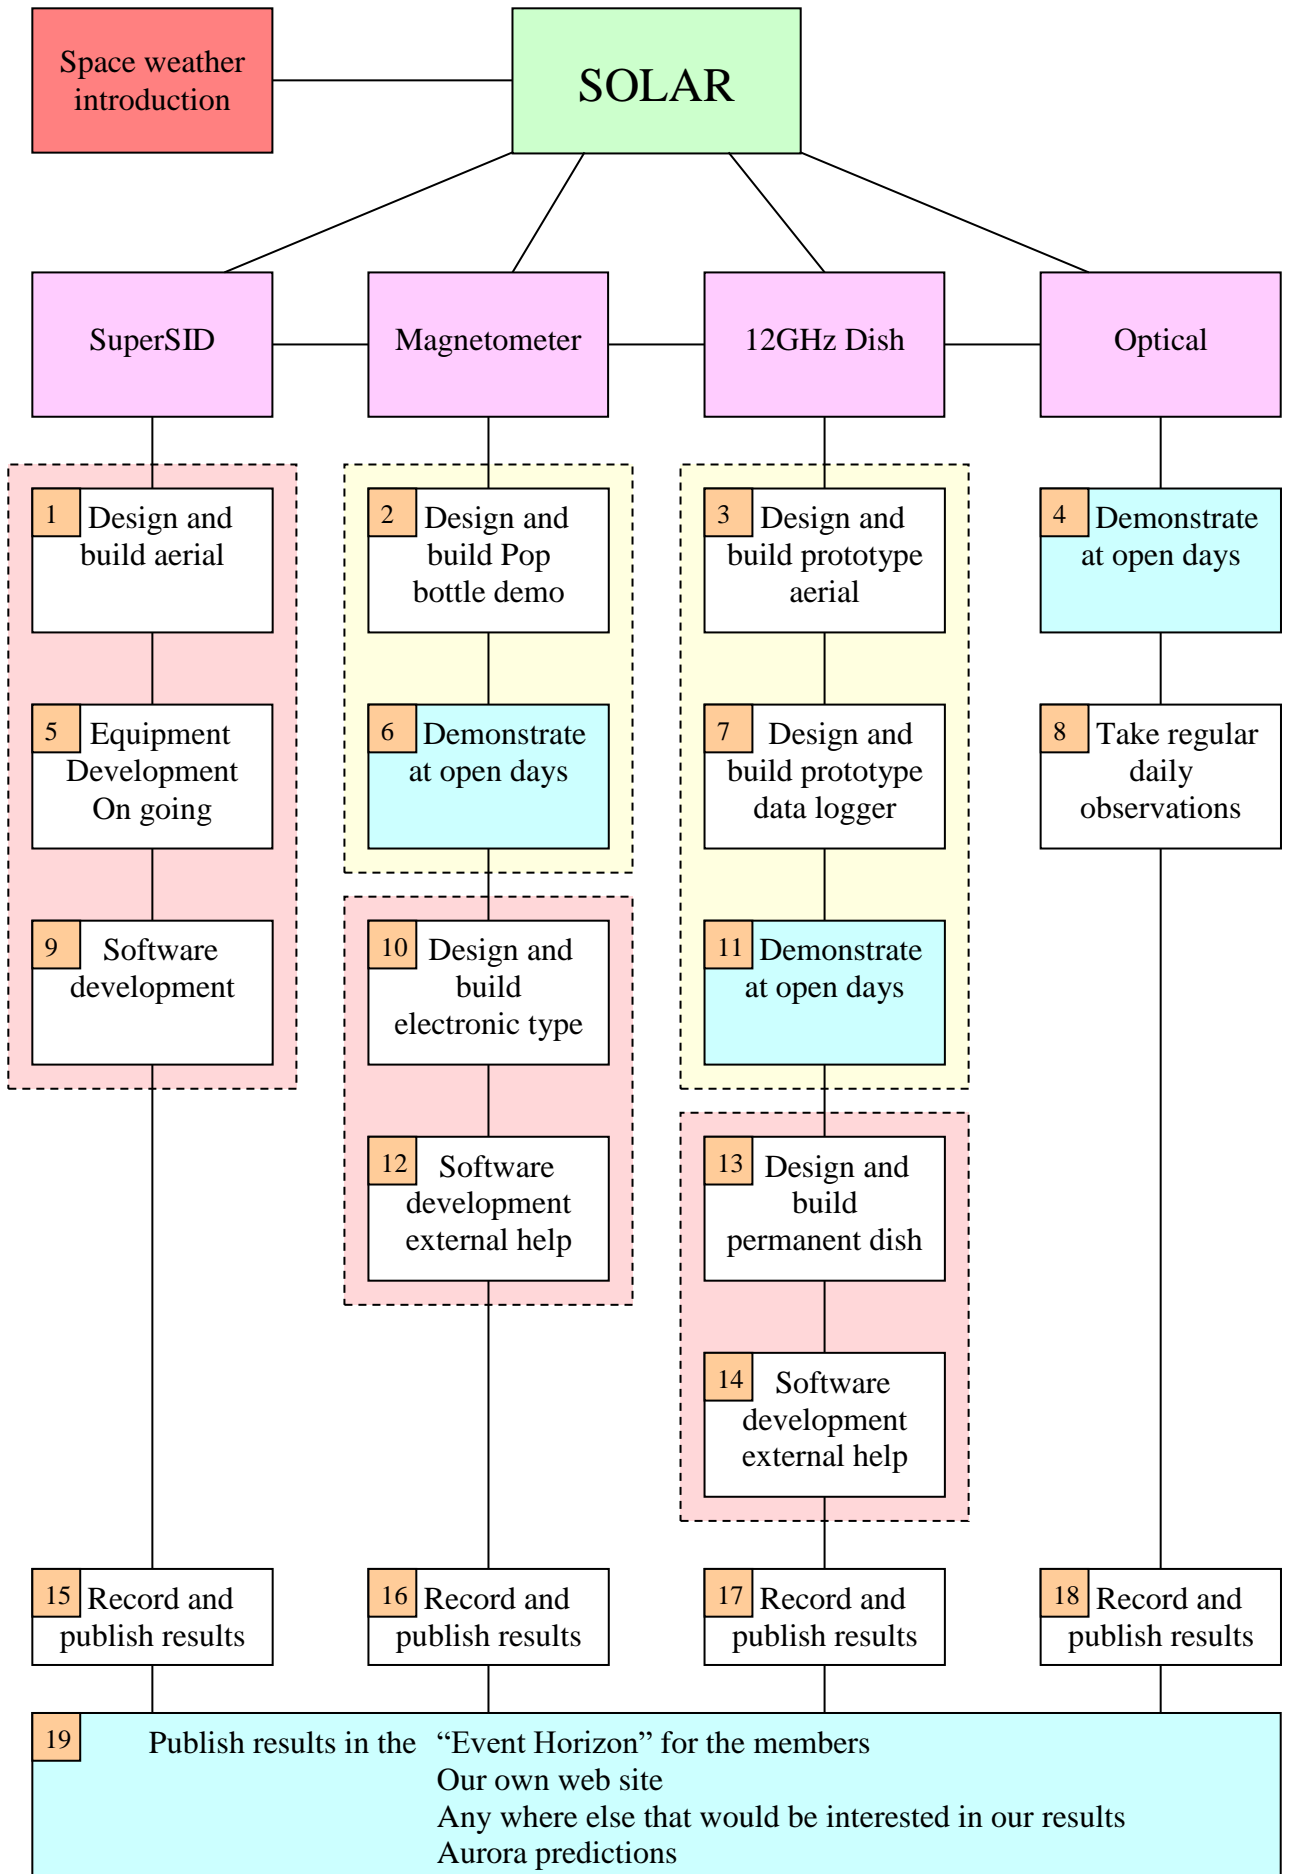 Space weather
introduction
SOLAR
SuperSID
Magnetometer
12GHz Dish
Optical
1 Design and
build aerial
2 Design and
build Pop
bottle demo
3 Design and
build prototype
aerial
4 Demonstrate
at open days
5 Equipment
Development
On going
6 Demonstrate
at open days
7 Design and
build prototype
data logger
8 Take regular
daily
observations
9 Software
development
10 Design and
build
electronic type
11 Demonstrate
at open days
12 Software
development
external help
13 Design and
build
permanent dish
14 Software
development
external help
15 Record and
publish results
16 Record and
publish results
17 Record and
publish results
18 Record and
publish results
19 Publish results in the “Event Horizon” for the members
Our own web site
Any where else that would be interested in our results
Aurora predictions